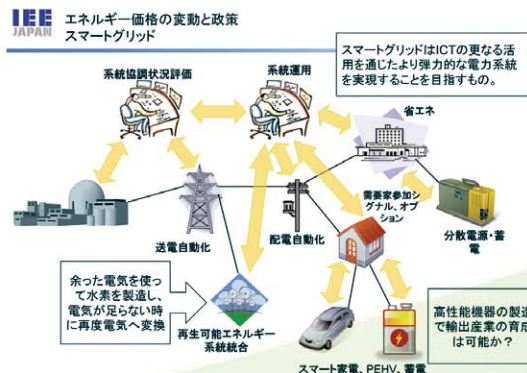 IEE
JAPAN
エネルギー価格の変動と政策
スマートグリッド
スマートグリッドはICTの更なる活
用を通じたより弾力的な電力系統
を実現することを目指すもの。
系統協調状況評価
系統運用
省エネ
需要家参加シ
グナル、オプ
ション
送電自動化
配電自動化
分散電源・蓄
電
余った電気を使っ
て水素を製造し、
電気が足らない時
に再度電気へ変換
再生可能エネルギー
系統統合
高性能機器の製造
で輸出産業の育成
は可能か？
スマート家電、PEHV、蓄電